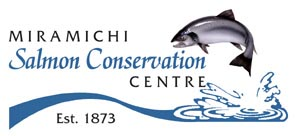 MIRAMICHI
Salmon Conservation
CENTRE
Est. 1873